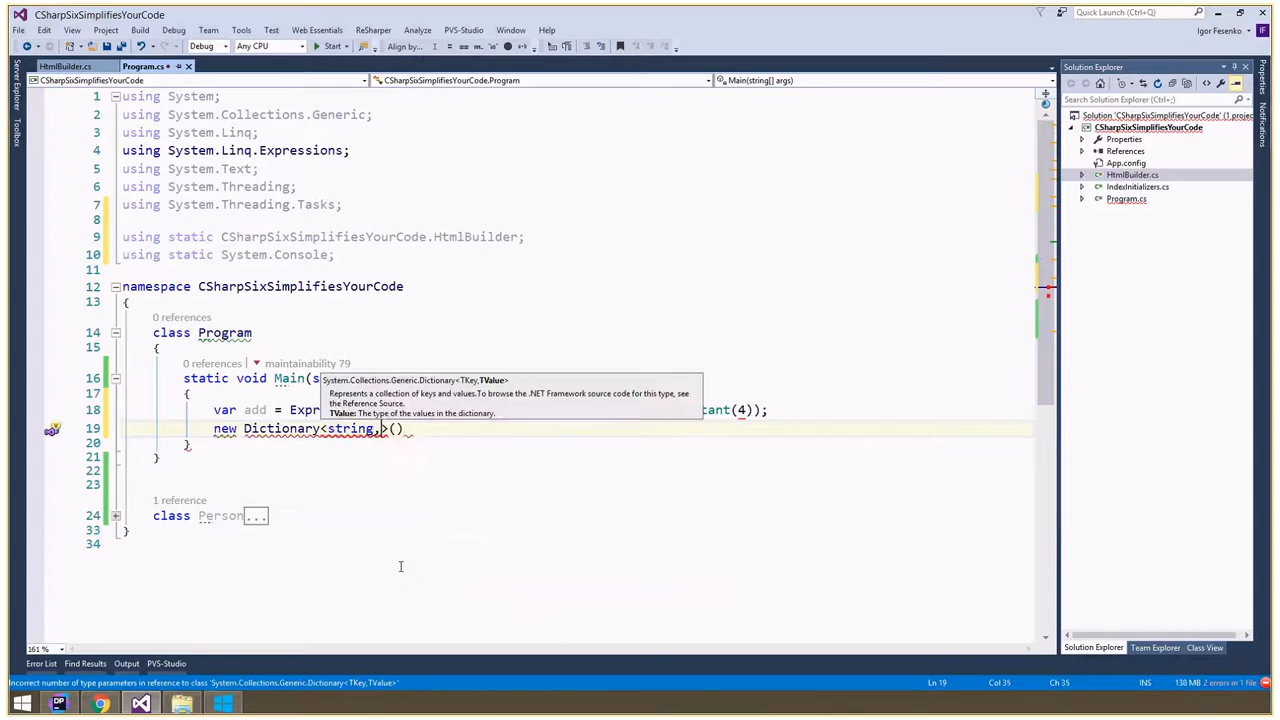 CSharpSixSimplifiesYourCode
Quick Launch (Ctrl+Q)
File Edit View Project Build Debug Team Tools Test Web Essentials ReSharper Analyze PVS-Studio Window Help
Igor Fesenko
IF
Debug Any CPU Start Align by...
HtmlBuilder.cs Program.cs
Solution Explorer
CSharpSixSimplifiesYourCode CSharpSixSimplifiesYourCode.Program Main(string[] args)
Server Explorer
Toolbox
Properties
Notifications
Search Solution Explorer (Ctrl+;)
Solution 'CSharpSixSimplifiesYourCode' (1 projec
CSharpSixSimplifiesYourCode
Properties
References
App.config
HtmlBuilder.cs
IndexInitializers.cs
Program.cs
1 using System;
2 using System.Collections.Generic;
3 using System.Linq;
4 using System.Linq.Expressions;
5 using System.Text;
6 using System.Threading;
7 using System.Threading.Tasks;
8
9 using static CSharpSixSimplifiesYourCode.HtmlBuilder;
10 using static System.Console;
11
12 namespace CSharpSixSimplifiesYourCode
13 {
0 references
14 class Program
15 {
0 references | maintainability 79
16 static void Main(s
System.Collections.Generic.Dictionary<TKey,TValue>
Represents a collection of keys and values.To browse the .NET Framework source code for this type, see
the Reference Source.
TValue: The type of the values in the dictionary.
17 {
18 var add = Expr tant(4));
19 new Dictionary<string,>()
20 }
21 }
22
23
1 reference
24 class Person...
33 }
34
161 %
Solution Explorer Team Explorer Class View
Error List Find Results Output PVS-Studio
Incorrect number of type parameters in reference to class 'System.Collections.Generic.Dictionary<TKey,TValue>'
Ln 19 Col 35 Ch 35 INS 138 MB 2 errors in 1 file
DP